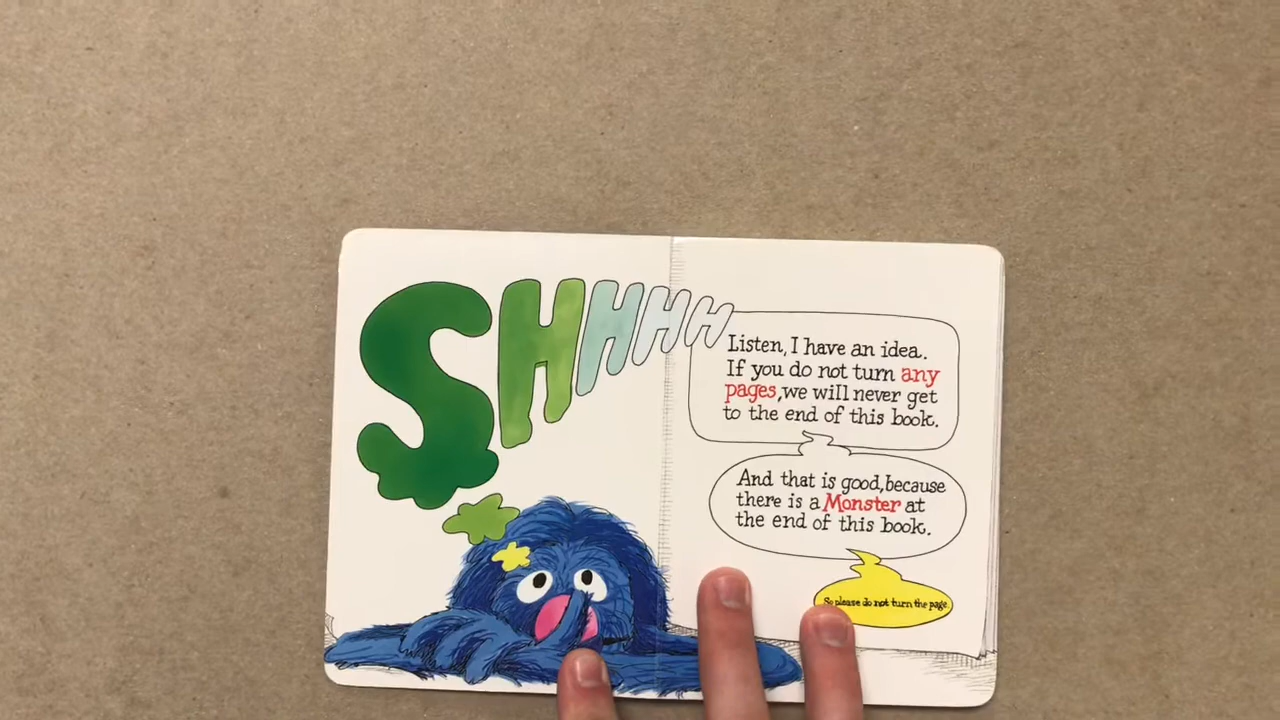 SHHHH
Listen, I have an idea.
If you do not turn any
pages, we will never get
to the end of this book.
And that is good, because
there is a Monster at
the end of this book.
So please do not turn the page.